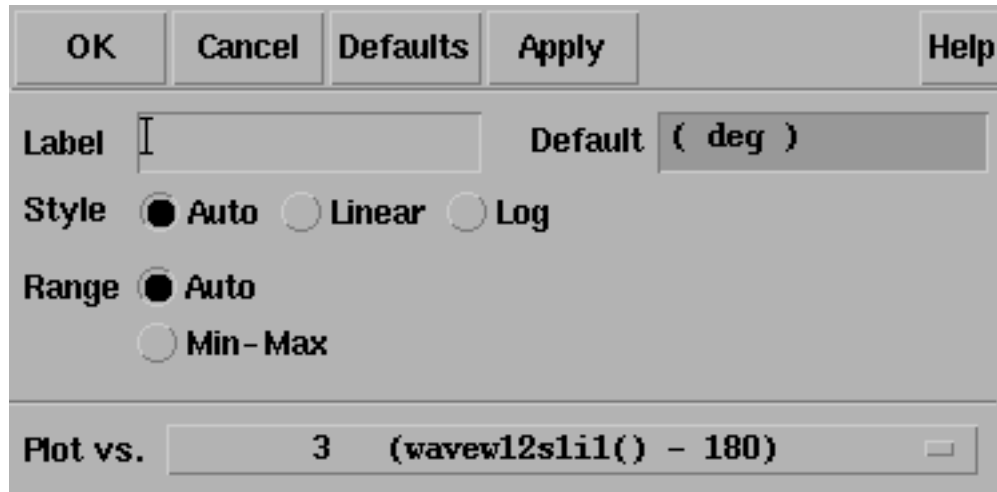 OK Cancel Defaults Apply Help
Label Default ( deg )
Style Auto Linear Log
Range Auto
Min-Max
Plot vs. 3 (wavew12s1i1() - 180)